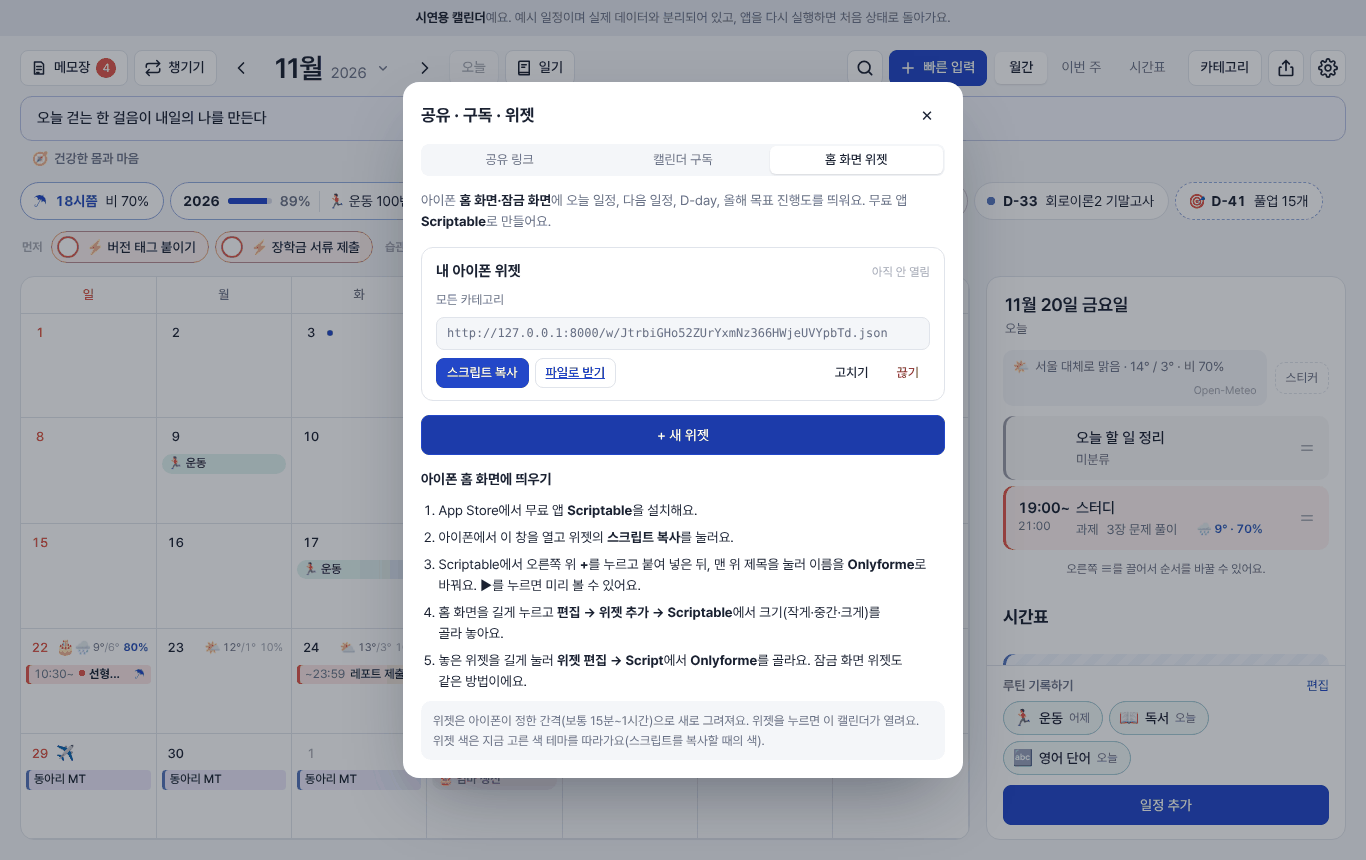 시연용 캘린더예요. 예시 일정이며 실제 데이터와 분리되어 있고, 앱을 다시 실행하면 처음 상태로 돌아가요.
메모장 4 챙기기 11월 2026 오늘 일기 빠른 입력 월간 이번 주 시간표 카테고리
오늘 걷는 한 걸음이 내일의 나를 만든다
건강한 몸과 마음
18시쯤 비 70% 2026 89% 운동 100번 D-33 회로이론2 기말고사 D-41 풀업 15개
먼저 버전 태그 붙이기 장학금 서류 제출 습관
일 월 화
1 2 3
8 9 10
운동
15 16 17
운동
22 9°/6° 80% 23 12°/1° 10% 24 13°/3°
10:30~ 선형... ~23:59 레포트 제출
29 30 1
동아리 MT 동아리 MT 동아리 MT
공유 · 구독 · 위젯 ×
공유 링크 캘린더 구독 홈 화면 위젯
아이폰 홈 화면·잠금 화면에 오늘 일정, 다음 일정, D-day, 올해 목표 진행도를 띄워요. 무료 앱
Scriptable로 만들어요.
내 아이폰 위젯 아직 안 열림
모든 카테고리
http://127.0.0.1:8000/w/JtrbiGHo52ZUrYxmNz366HWjeUVYpbTd.json
스크립트 복사 파일로 받기 고치기 끊기
+ 새 위젯
아이폰 홈 화면에 띄우기
1. App Store에서 무료 앱 Scriptable을 설치해요.
2. 아이폰에서 이 창을 열고 위젯의 스크립트 복사를 눌러요.
3. Scriptable에서 오른쪽 위 +를 누르고 붙여 넣은 뒤, 맨 위 제목을 눌러 이름을 Onlyforme로
바꿔요. ▶를 누르면 미리 볼 수 있어요.
4. 홈 화면을 길게 누르고 편집 → 위젯 추가 → Scriptable에서 크기(작게·중간·크게)를
골라 놓아요.
5. 놓은 위젯을 길게 눌러 위젯 편집 → Script에서 Onlyforme를 골라요. 잠금 화면 위젯도
같은 방법이에요.
위젯은 아이폰이 정한 간격(보통 15분~1시간)으로 새로 그려져요. 위젯을 누르면 이 캘린더가 열려요.
위젯 색은 지금 고른 색 테마를 따라가요(스크립트를 복사할 때의 색).
11월 20일 금요일
오늘
서울 대체로 맑음 · 14° / 3° · 비 70%
Open-Meteo
스티커
오늘 할 일 정리
미분류
19:00~ 스터디
21:00 과제 3장 문제 풀이 9° · 70%
오른쪽 ≡를 끌어서 순서를 바꿀 수 있어요.
시간표
루틴 기록하기 편집
운동 어제 독서 오늘
abc 영어 단어 오늘
일정 추가